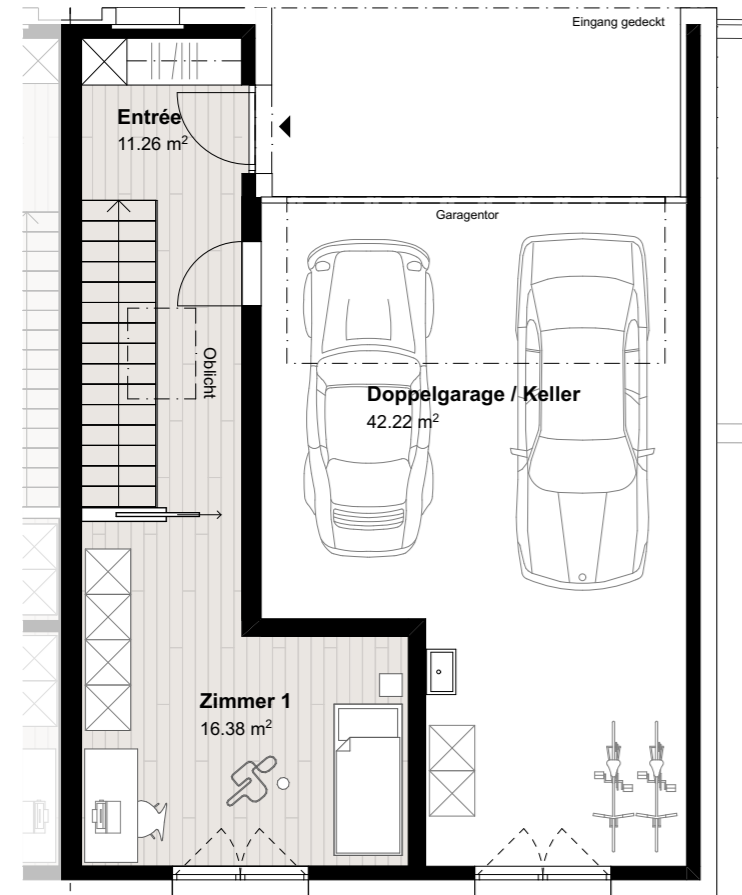 Eingang gedeckt
Entrée
11.26 m²
Garagentor
Oblicht
Doppelgarage / Keller
42.22 m²
Zimmer 1
16.38 m²